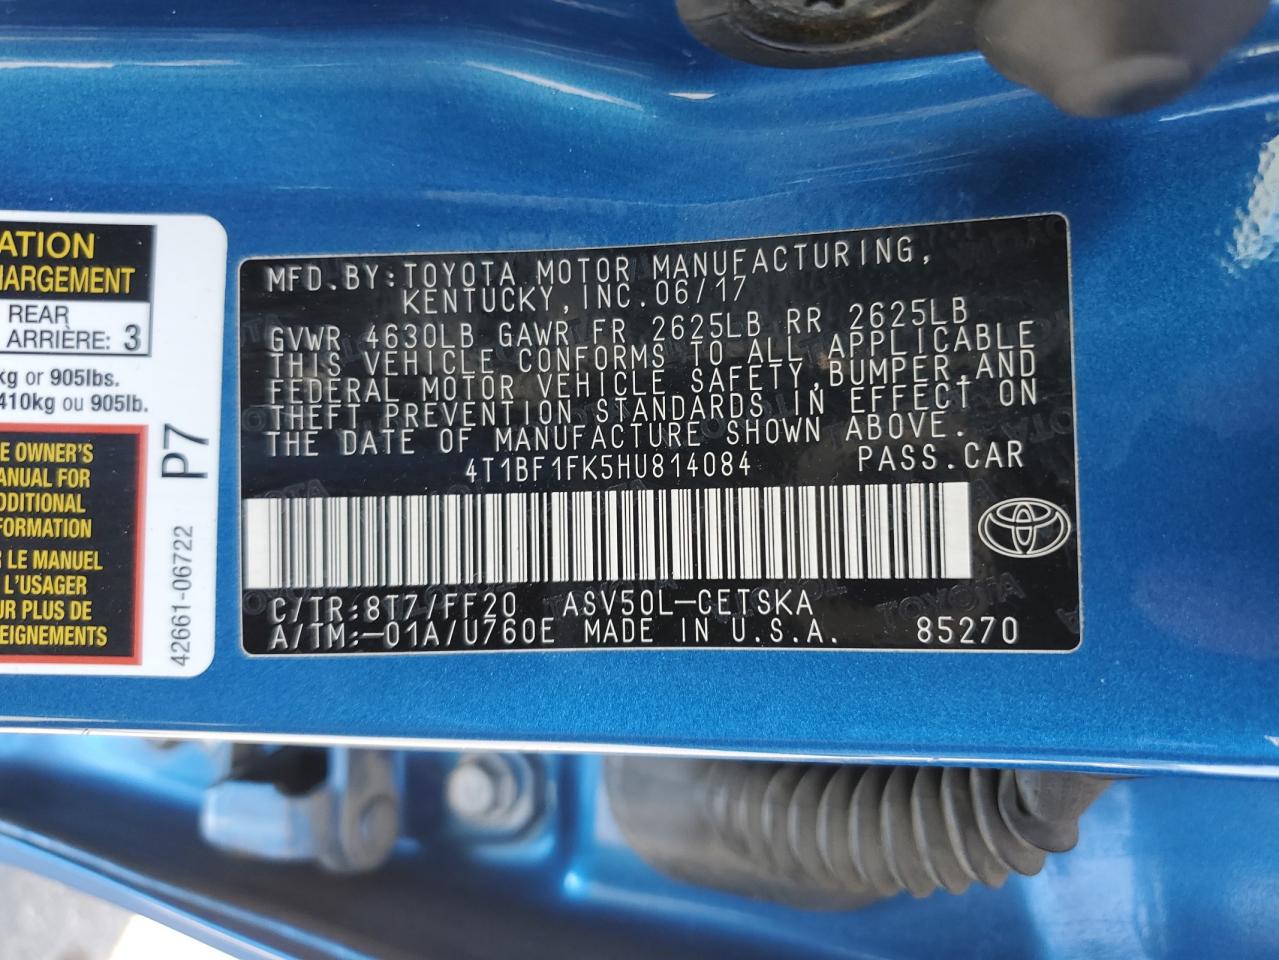 ATION
HARGEMENT
REAR
ARRIÈRE: 3
kg or 905lbs.
410kg ou 905lb.
E OWNER'S
ANUAL FOR
DDITIONAL
FORMATION
LE MANUEL
L'USAGER
UR PLUS DE
EIGNEMENTS
P7
42661-06722
MFD.BY:TOYOTA MOTOR MANUFACTURING,
KENTUCKY,INC.06/17
GVWR 4630LB GAWR FR 2625LB RR 2625LB
THIS VEHICLE CONFORMS TO ALL APPLICABLE
FEDERAL MOTOR VEHICLE SAFETY,BUMPER,AND
THEFT PREVENTION STANDARDS IN EFFECT ON
THE DATE OF MANUFACTURE SHOWN ABOVE.
4T1BF1FK5HU814084 PASS.CAR
C/TR:8T7/FF20 ASV50L-CETSKA
A/TM:-01A/U760E MADE IN U.S.A. 85270